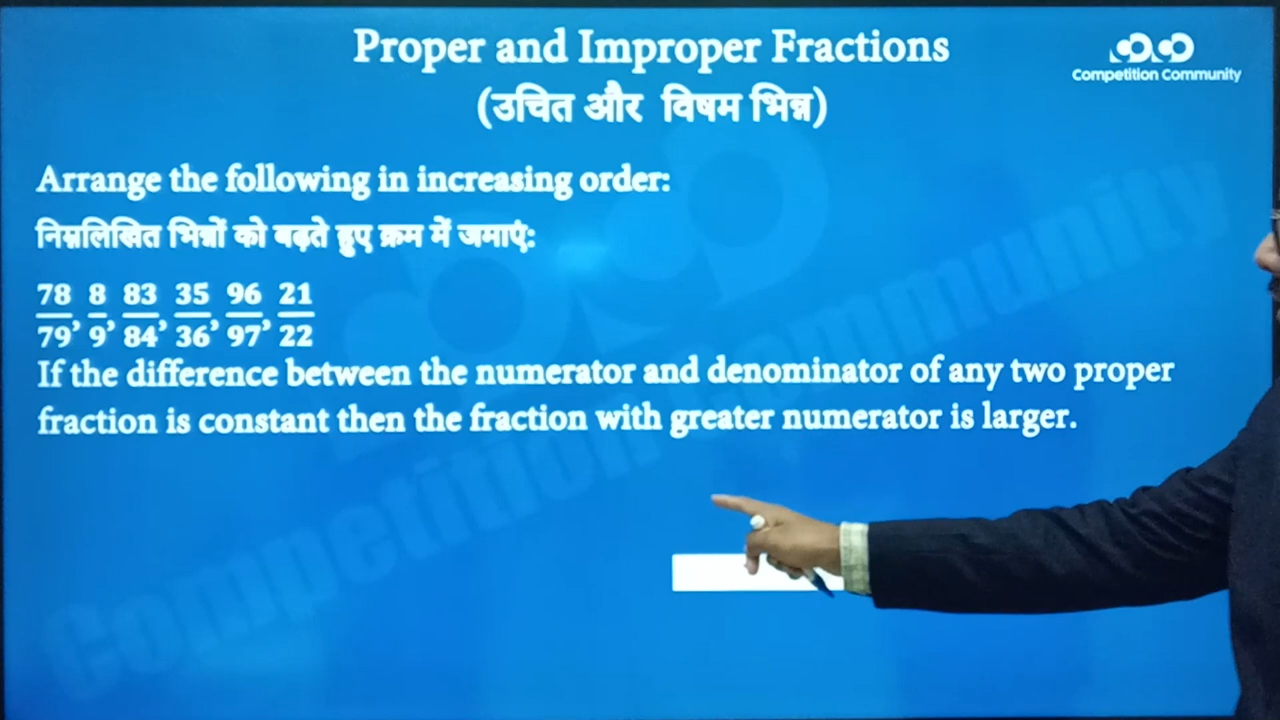 Proper and Improper Fractions
(उचित और विषम भिन्न)
Competition Community
Arrange the following in increasing order:
निम्नलिखित भिन्नों को बढ़ते हुए क्रम में जमाएं:
78/79, 8/9, 83/84, 35/36, 96/97, 21/22
If the difference between the numerator and denominator of any two proper
fraction is constant then the fraction with greater numerator is larger.
Competition Community